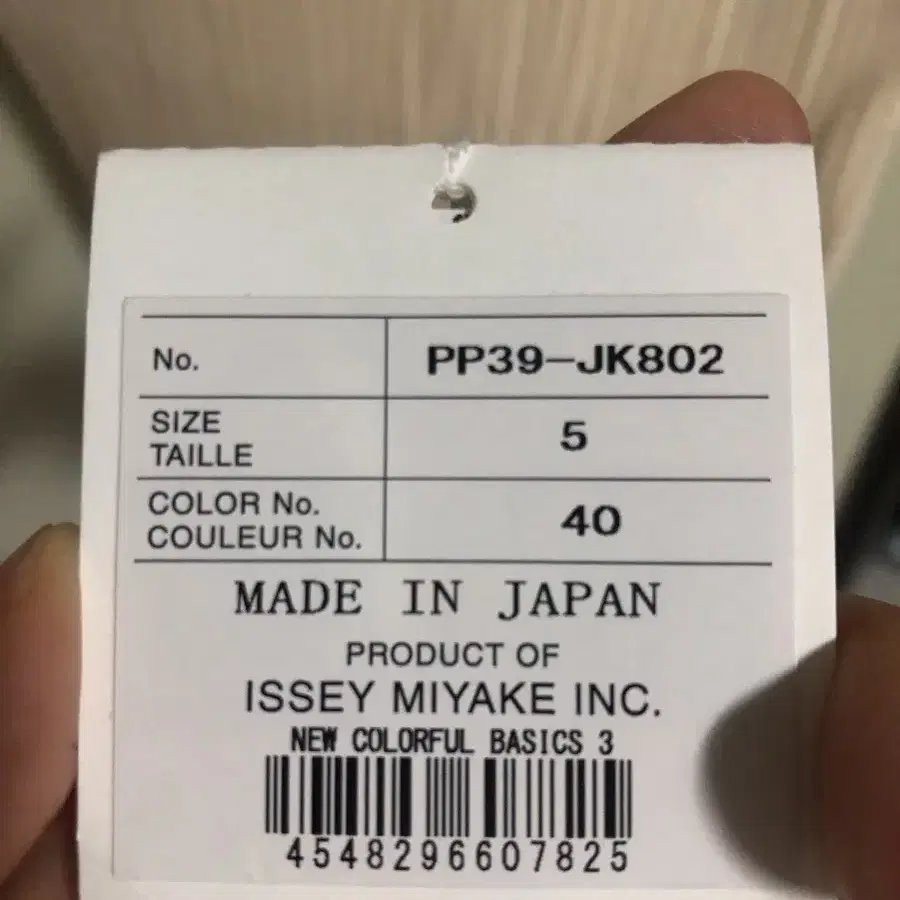 No. PP39-JK802
SIZE
TAILLE
5
COLOR No.
COULEUR No.
40
MADE IN JAPAN
PRODUCT OF
ISSEY MIYAKE INC.
NEW COLORFUL BASICS 3
4548296607825